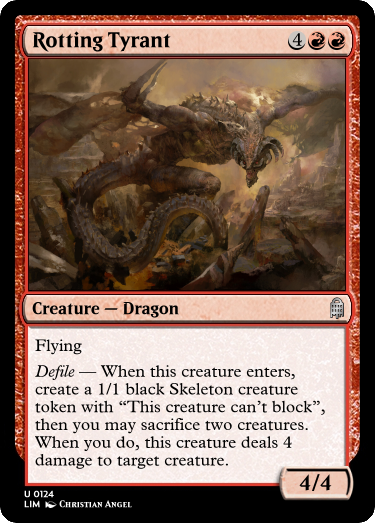 Rotting Tyrant 4
Creature — Dragon
Flying
Defile — When this creature enters,
create a 1/1 black Skeleton creature
token with “This creature can’t block”,
then you may sacrifice two creatures.
When you do, this creature deals 4
damage to target creature.
4/4
U 0124
LIM Christian Angel